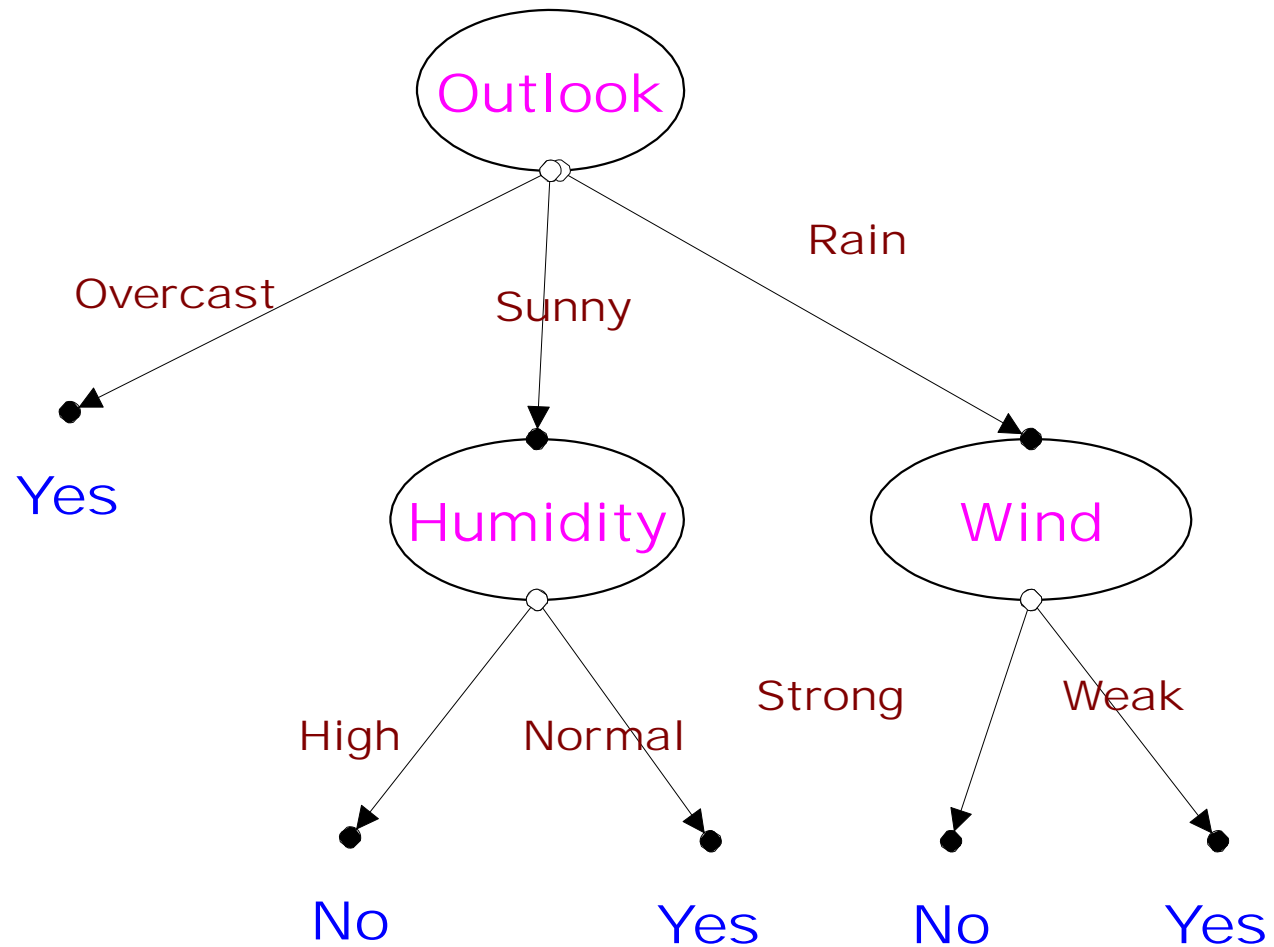 Outlook
Rain
Overcast
Sunny
Yes
Humidity
Wind
Strong
Weak
High
Normal
No
Yes
No
Yes